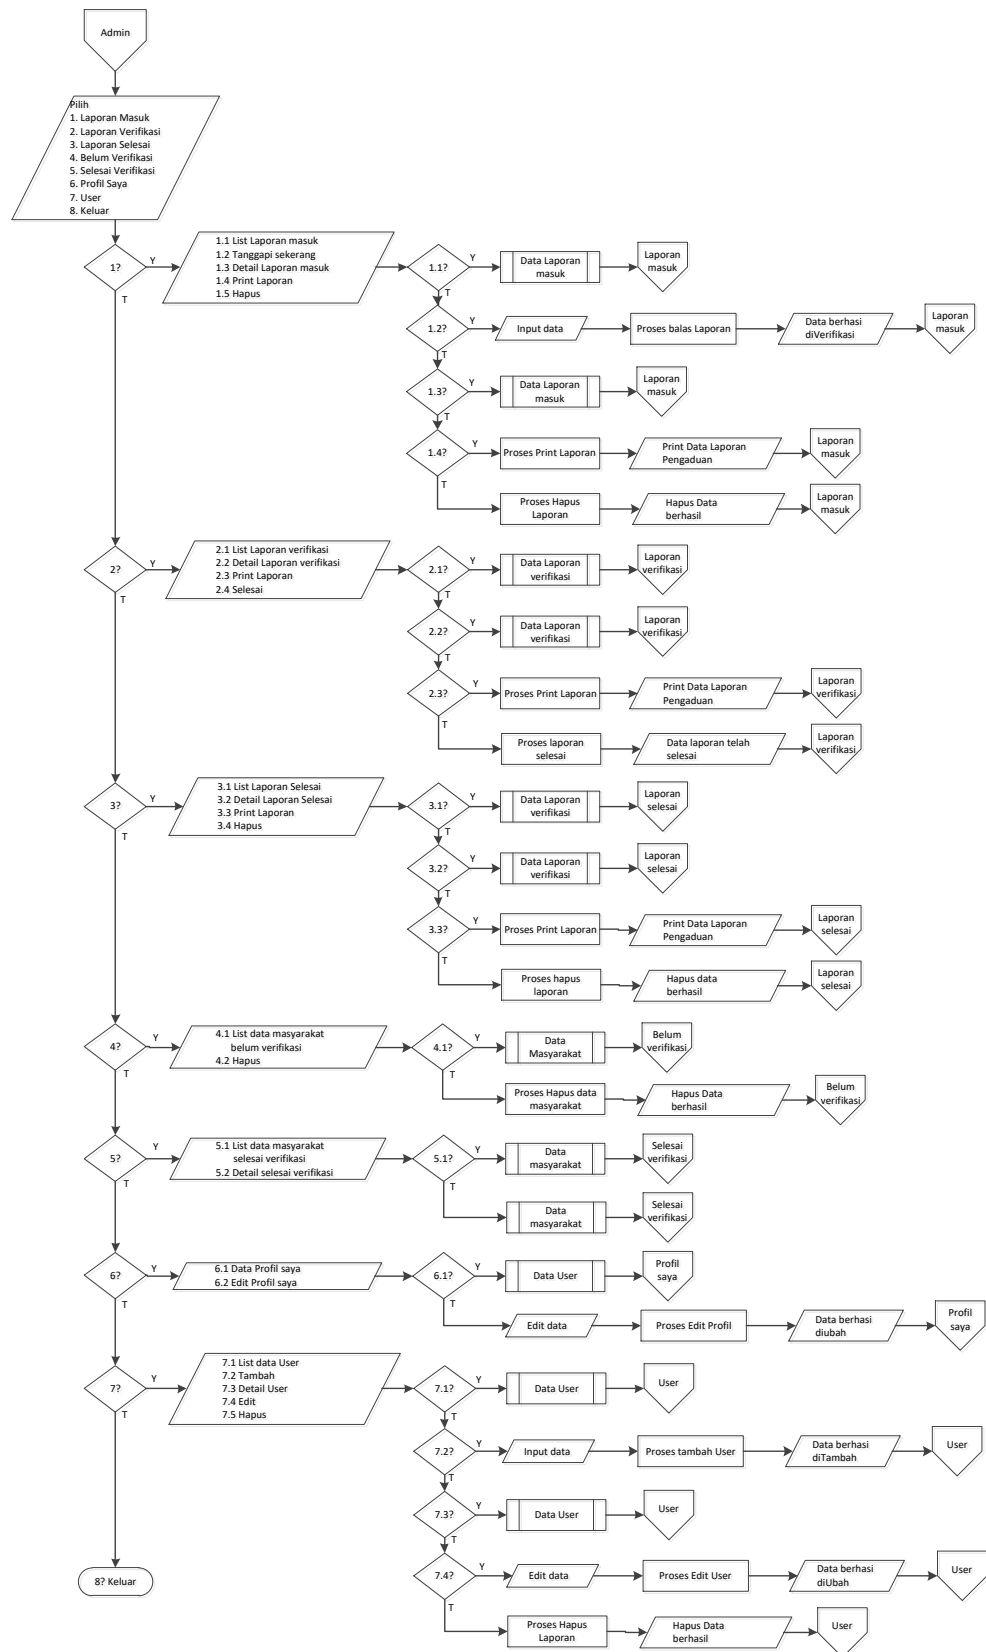 Admin
Pilih
1. Laporan Masuk
2. Laporan Verifikasi
3. Laporan Selesai
4. Belum Verifikasi
5. Selesai Verifikasi
6. Profil Saya
7. User
8. Keluar
1?
Y
T
1.1 List Laporan masuk
1.2 Tanggapi sekerang
1.3 Detail Laporan masuk
1.4 Print Laporan
1.5 Hapus
1.1?
Y
T
Data Laporan
masuk
Laporan
masuk
1.2?
Y
T
Input data
Proses balas Laporan
Data berhasi
diVerifikasi
Laporan
masuk
1.3?
Y
T
Data Laporan
masuk
Laporan
masuk
1.4?
Y
T
Proses Print Laporan
Print Data Laporan
Pengaduan
Laporan
masuk
Proses Hapus
Laporan
Hapus Data
berhasil
Laporan
masuk
2?
Y
T
2.1 List Laporan verifikasi
2.2 Detail Laporan verifikasi
2.3 Print Laporan
2.4 Selesai
2.1?
Y
T
Data Laporan
verifikasi
Laporan
verifikasi
2.2?
Y
T
Data Laporan
verifikasi
Laporan
verifikasi
2.3?
Y
T
Proses Print Laporan
Print Data Laporan
Pengaduan
Laporan
verifikasi
Proses laporan
selesai
Data laporan telah
selesai
Laporan
verifikasi
3?
Y
T
3.1 List Laporan Selesai
3.2 Detail Laporan Selesai
3.3 Print Laporan
3.4 Hapus
3.1?
Y
T
Data Laporan
verifikasi
Laporan
selesai
3.2?
Y
T
Data Laporan
verifikasi
Laporan
selesai
3.3?
Y
T
Proses Print Laporan
Print Data Laporan
Pengaduan
Laporan
selesai
Proses hapus
laporan
Hapus data
berhasil
Laporan
selesai
4?
Y
T
4.1 List data masyarakat
belum verifikasi
4.2 Hapus
4.1?
Y
T
Data
Masyarakat
Belum
verifikasi
Proses Hapus data
masyarakat
Hapus Data
berhasil
Belum
verifikasi
5?
Y
T
5.1 List data masyarakat
selesai verifikasi
5.2 Detail selesai verifikasi
5.1?
Y
T
Data
masyarakat
Selesai
verifikasi
Data
masyarakat
Selesai
verifikasi
6?
Y
T
6.1 Data Profil saya
6.2 Edit Profil saya
6.1?
Y
T
Data User
Profil
saya
Edit data
Proses Edit Profil
Data berhasi
diubah
Profil
saya
7?
Y
T
7.1 List data User
7.2 Tambah
7.3 Detail User
7.4 Edit
7.5 Hapus
7.1?
Y
T
Data User
User
7.2?
Y
T
Input data
Proses tambah User
Data berhasi
diTambah
User
7.3?
Y
T
Data User
User
8? Keluar
7.4?
Y
T
Edit data
Proses Edit User
Data berhasi
diUbah
User
Proses Hapus
Laporan
Hapus Data
berhasil
User